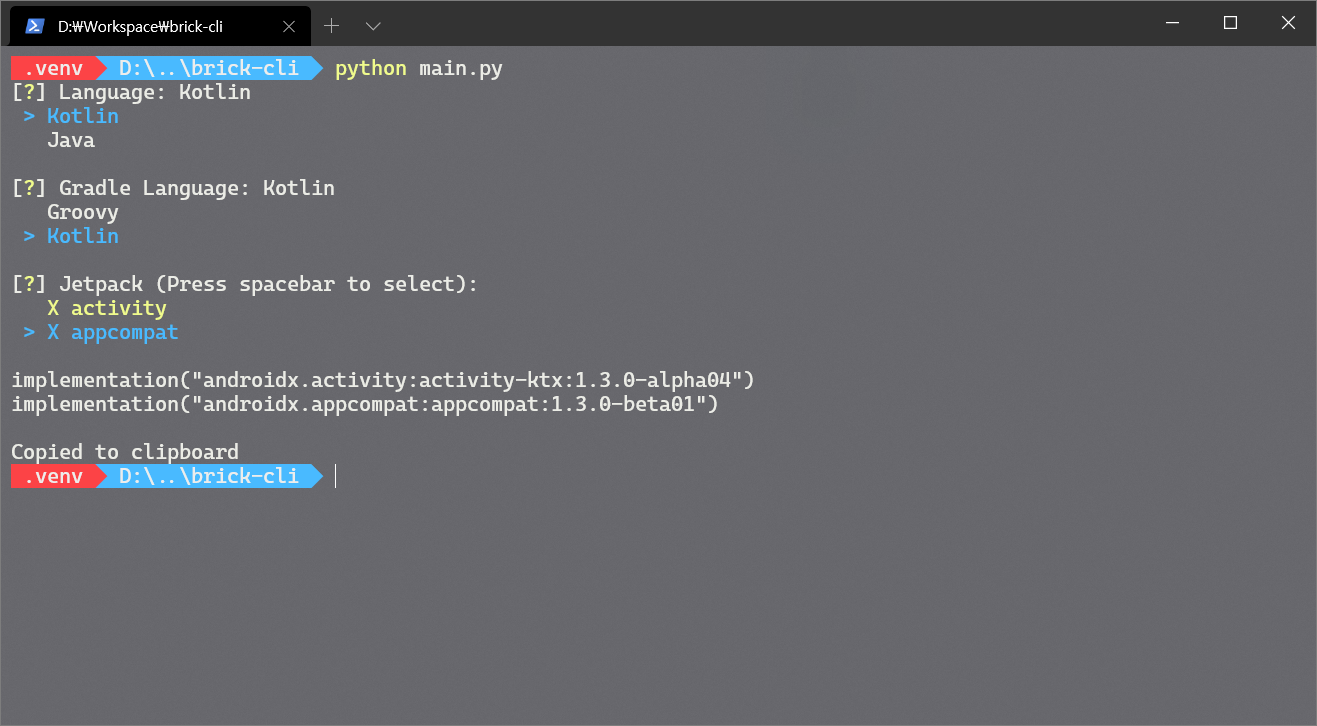 D:₩Workspace₩brick-cli
.venv D:\..\brick-cli python main.py
[?] Language: Kotlin
> Kotlin
Java
[?] Gradle Language: Kotlin
Groovy
> Kotlin
[?] Jetpack (Press spacebar to select):
X activity
> X appcompat
implementation("androidx.activity:activity-ktx:1.3.0-alpha04")
implementation("androidx.appcompat:appcompat:1.3.0-beta01")
Copied to clipboard
.venv D:\..\brick-cli